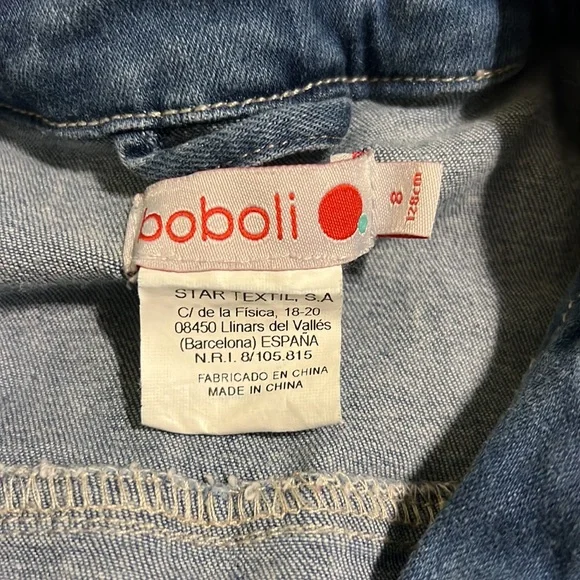 boboli
8
128cm
STAR TEXTIL, S.A
C/ de la Física, 18-20
08450 Llinars del Vallés
(Barcelona) ESPAÑA
N.R.I. 8/105.815
FABRICADO EN CHINA
MADE IN CHINA